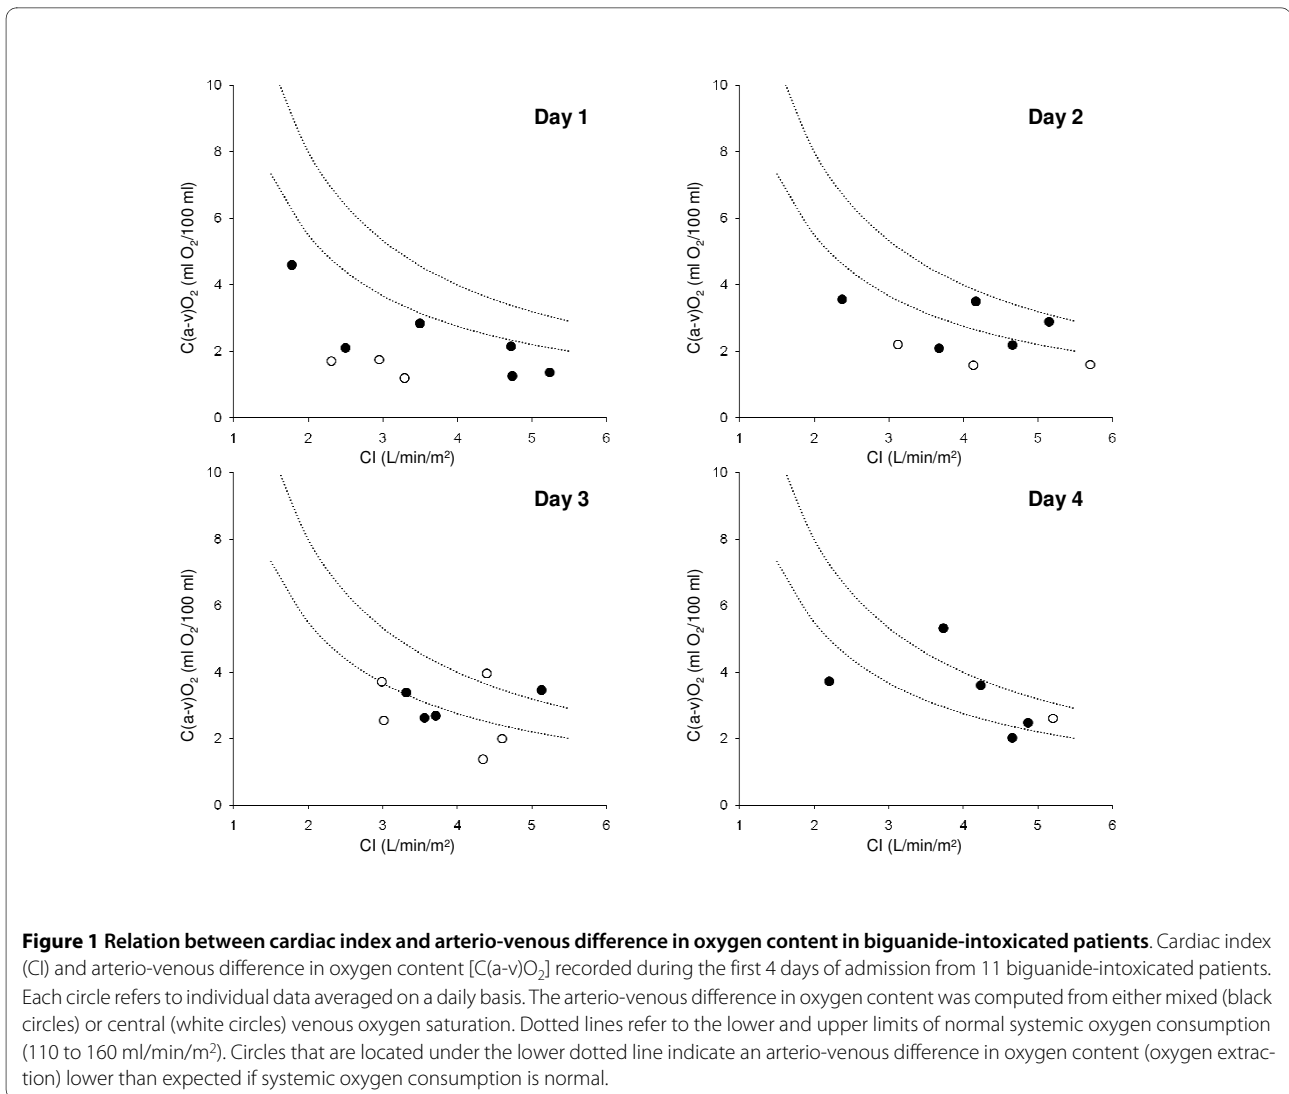 Day 1
10
8
6
4
2
0
C(a-v)O₂ (ml O₂/100 ml)
1 2 3 4 5 6
CI (L/min/m²)
Day 2
10
8
6
4
2
0
C(a-v)O₂ (ml O₂/100 ml)
1 2 3 4 5 6
CI (L/min/m²)
Day 3
10
8
6
4
2
0
C(a-v)O₂ (ml O₂/100 ml)
1 2 3 4 5 6
CI (L/min/m²)
Day 4
10
8
6
4
2
0
C(a-v)O₂ (ml O₂/100 ml)
1 2 3 4 5 6
CI (L/min/m²)
Figure 1 Relation between cardiac index and arterio-venous difference in oxygen content in biguanide-intoxicated patients. Cardiac index
(CI) and arterio-venous difference in oxygen content [C(a-v)O₂] recorded during the first 4 days of admission from 11 biguanide-intoxicated patients.
Each circle refers to individual data averaged on a daily basis. The arterio-venous difference in oxygen content was computed from either mixed (black
circles) or central (white circles) venous oxygen saturation. Dotted lines refer to the lower and upper limits of normal systemic oxygen consumption
(110 to 160 ml/min/m²). Circles that are located under the lower dotted line indicate an arterio-venous difference in oxygen content (oxygen extrac-
tion) lower than expected if systemic oxygen consumption is normal.